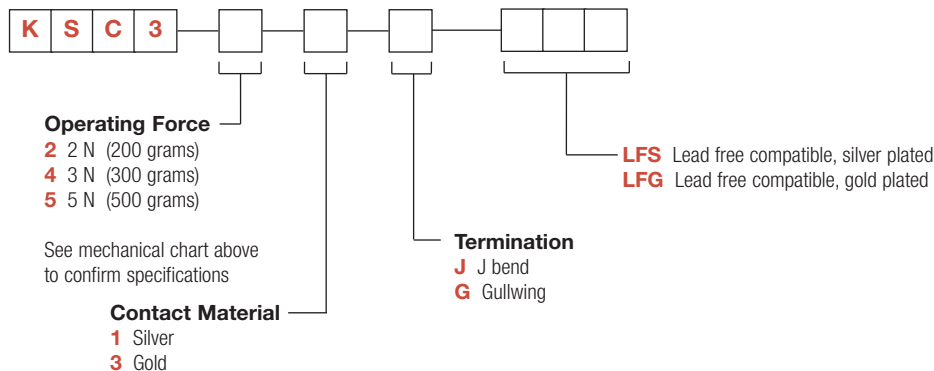 K S C 3
Operating Force
2 2 N (200 grams)
4 3 N (300 grams)
5 5 N (500 grams)
See mechanical chart above
to confirm specifications
Contact Material
1 Silver
3 Gold
Termination
J J bend
G Gullwing
LFS Lead free compatible, silver plated
LFG Lead free compatible, gold plated